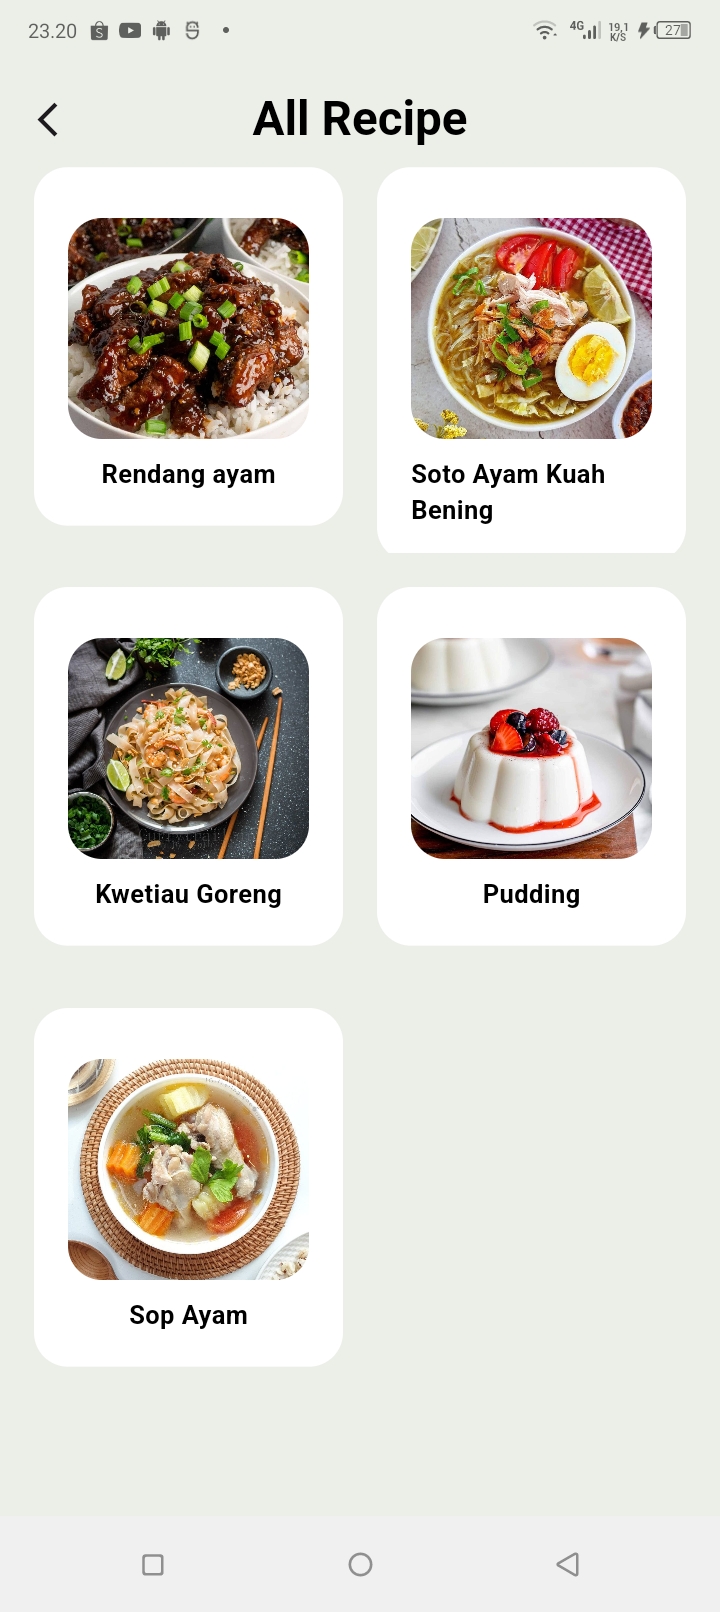 23.20
4G
19,1
K/S
27
All Recipe
Rendang ayam
Soto Ayam Kuah
Bening
Kwetiau Goreng
Pudding
Sop Ayam